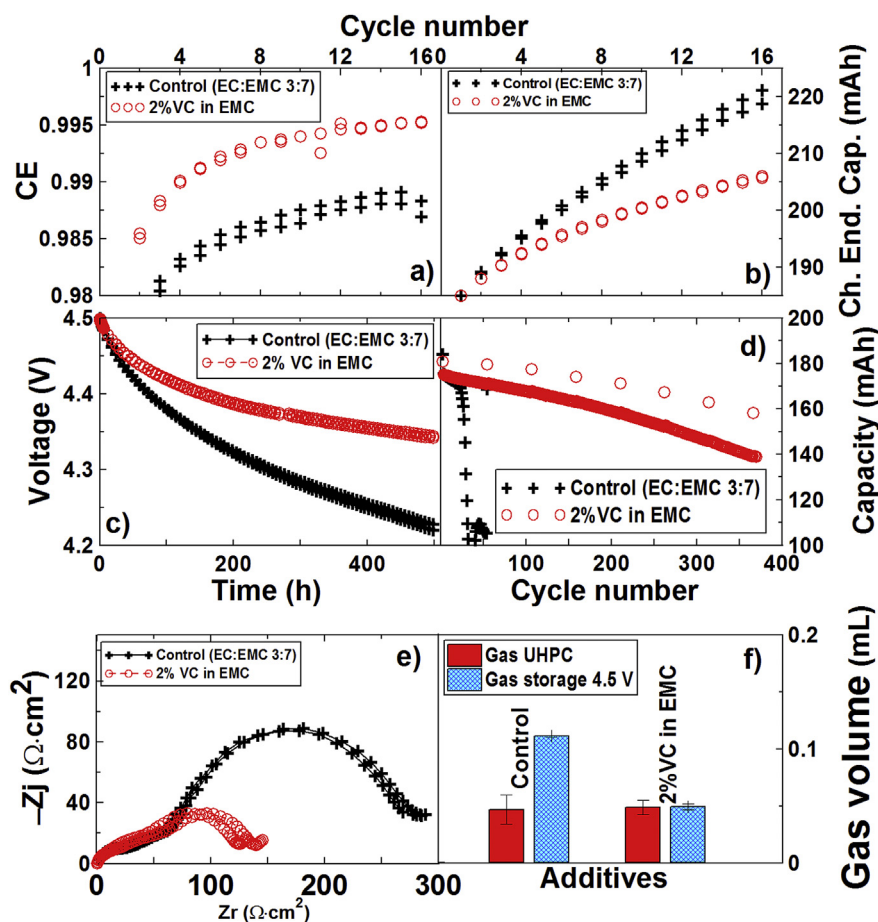 Cycle number
0 4 8 12 16 0 4 8 12 16
1
0.995
0.99
0.985
0.98
CE
Control (EC:EMC 3:7)
2%VC in EMC
a)
Control (EC:EMC 3:7)
2%VC in EMC
b)
220
210
200
190
Ch. End. Cap. (mAh)
4.5
4.4
4.3
4.2
Voltage (V)
Control (EC:EMC 3:7)
2% VC in EMC
c)
0 200 400
Time (h)
d)
Control (EC:EMC 3:7)
2%VC in EMC
200
180
160
140
120
100
Capacity (mAh)
0 100 200 300 400
Cycle number
120
80
40
0
–Zj (Ω·cm²)
Control (EC:EMC 3:7)
2% VC in EMC
e)
0 100 200 300
Zr (Ω·cm²)
Gas UHPC
Gas storage 4.5 V
f)
Control
2%VC in EMC
0.2
0.1
0
Gas volume (mL)
Additives